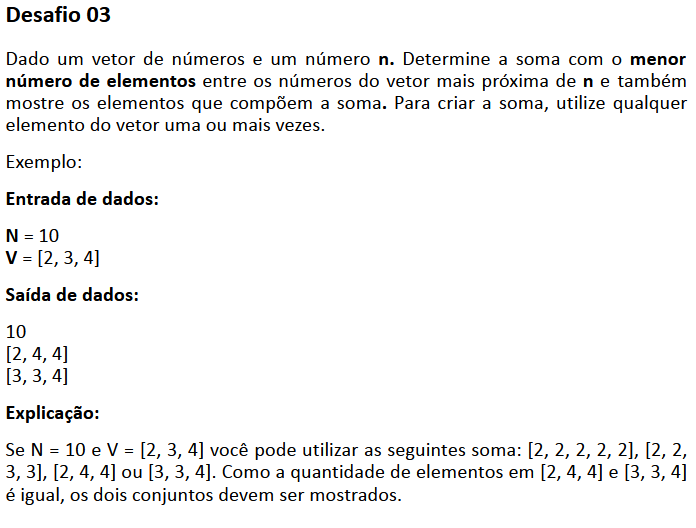 Desafio 03
Dado um vetor de números e um número n. Determine a soma com o menor
número de elementos entre os números do vetor mais próxima de n e também
mostre os elementos que compõem a soma. Para criar a soma, utilize qualquer
elemento do vetor uma ou mais vezes.
Exemplo:
Entrada de dados:
N = 10
V = [2, 3, 4]
Saída de dados:
10
[2, 4, 4]
[3, 3, 4]
Explicação:
Se N = 10 e V = [2, 3, 4] você pode utilizar as seguintes soma: [2, 2, 2, 2, 2], [2, 2,
3, 3], [2, 4, 4] ou [3, 3, 4]. Como a quantidade de elementos em [2, 4, 4] e [3, 3, 4]
é igual, os dois conjuntos devem ser mostrados.